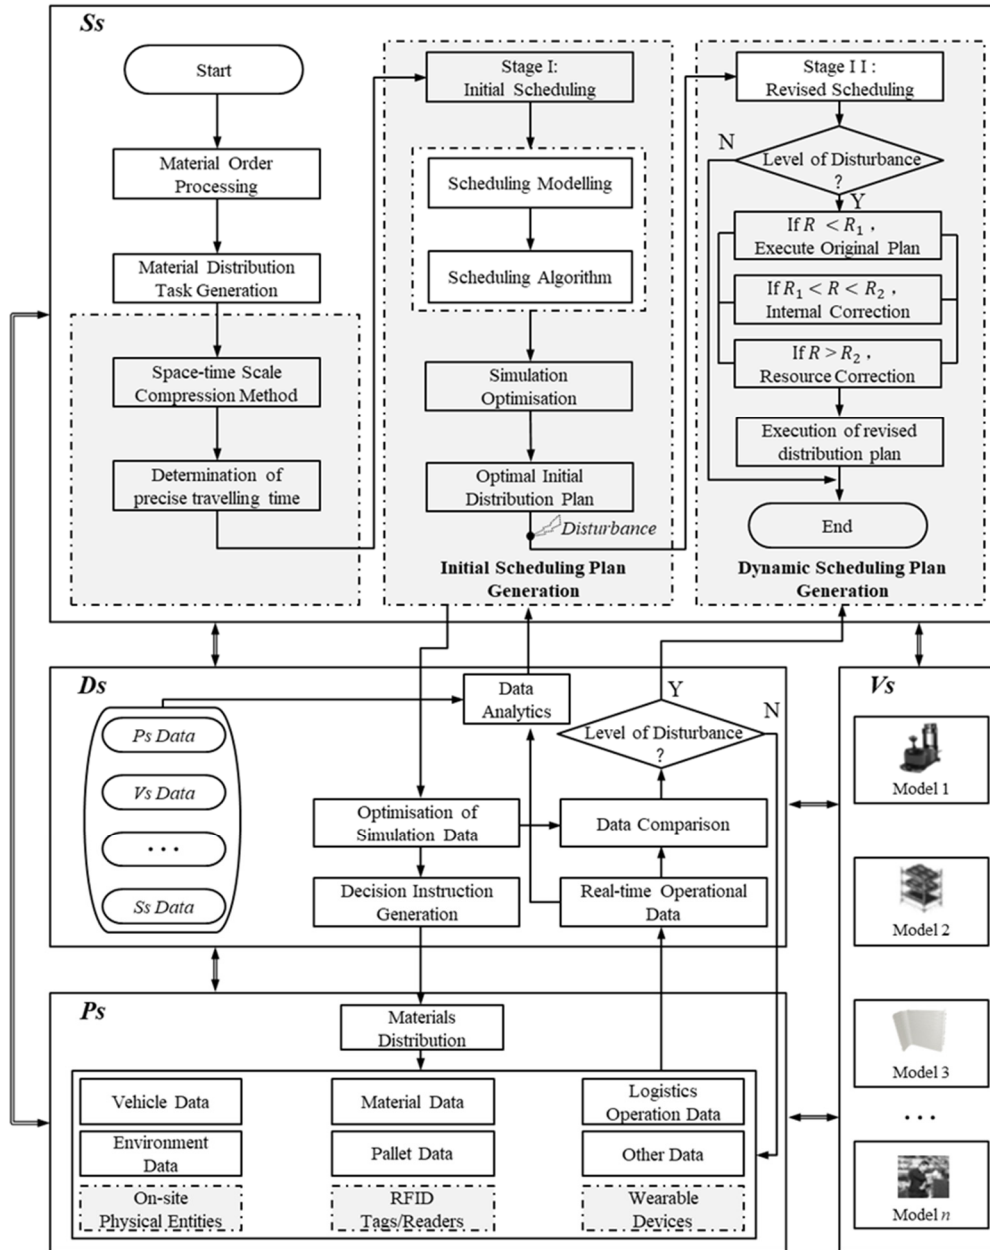 Ss
Start
Material Order
Processing
Material Distribution
Task Generation
Space-time Scale
Compression Method
Determination of
precise travelling time
Stage I:
Initial Scheduling
Scheduling Modelling
Scheduling Algorithm
Simulation
Optimisation
Optimal Initial
Distribution Plan
Disturbance
Initial Scheduling Plan
Generation
Stage I I :
Revised Scheduling
N
Level of Disturbance
?
Y
If R < R₁ ,
Execute Original Plan
If R₁ < R < R₂ ,
Internal Correction
If R > R₂ ,
Resource Correction
Execution of revised
distribution plan
End
Dynamic Scheduling Plan
Generation
Ds
Ps Data
Vs Data
· · ·
Ss Data
Data
Analytics
Y
N
Level of Disturbance
?
Optimisation of
Simulation Data
Data Comparison
Decision Instruction
Generation
Real-time Operational
Data
Vs
Model 1
Model 2
Model 3
· · ·
Model n
Ps
Materials
Distribution
Vehicle Data
Material Data
Logistics
Operation Data
Environment
Data
Pallet Data
Other Data
On-site
Physical Entities
RFID
Tags/Readers
Wearable
Devices